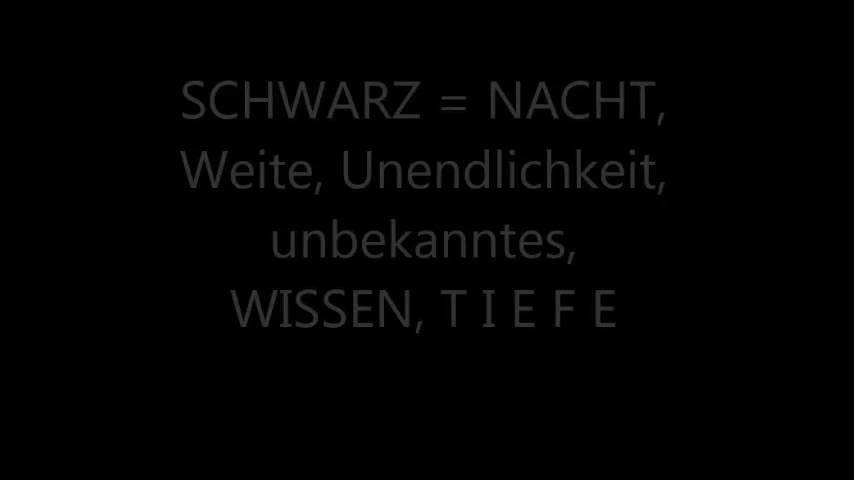 SCHWARZ = NACHT,
Weite, Unendlichkeit,
unbekanntes,
WISSEN, T I E F E